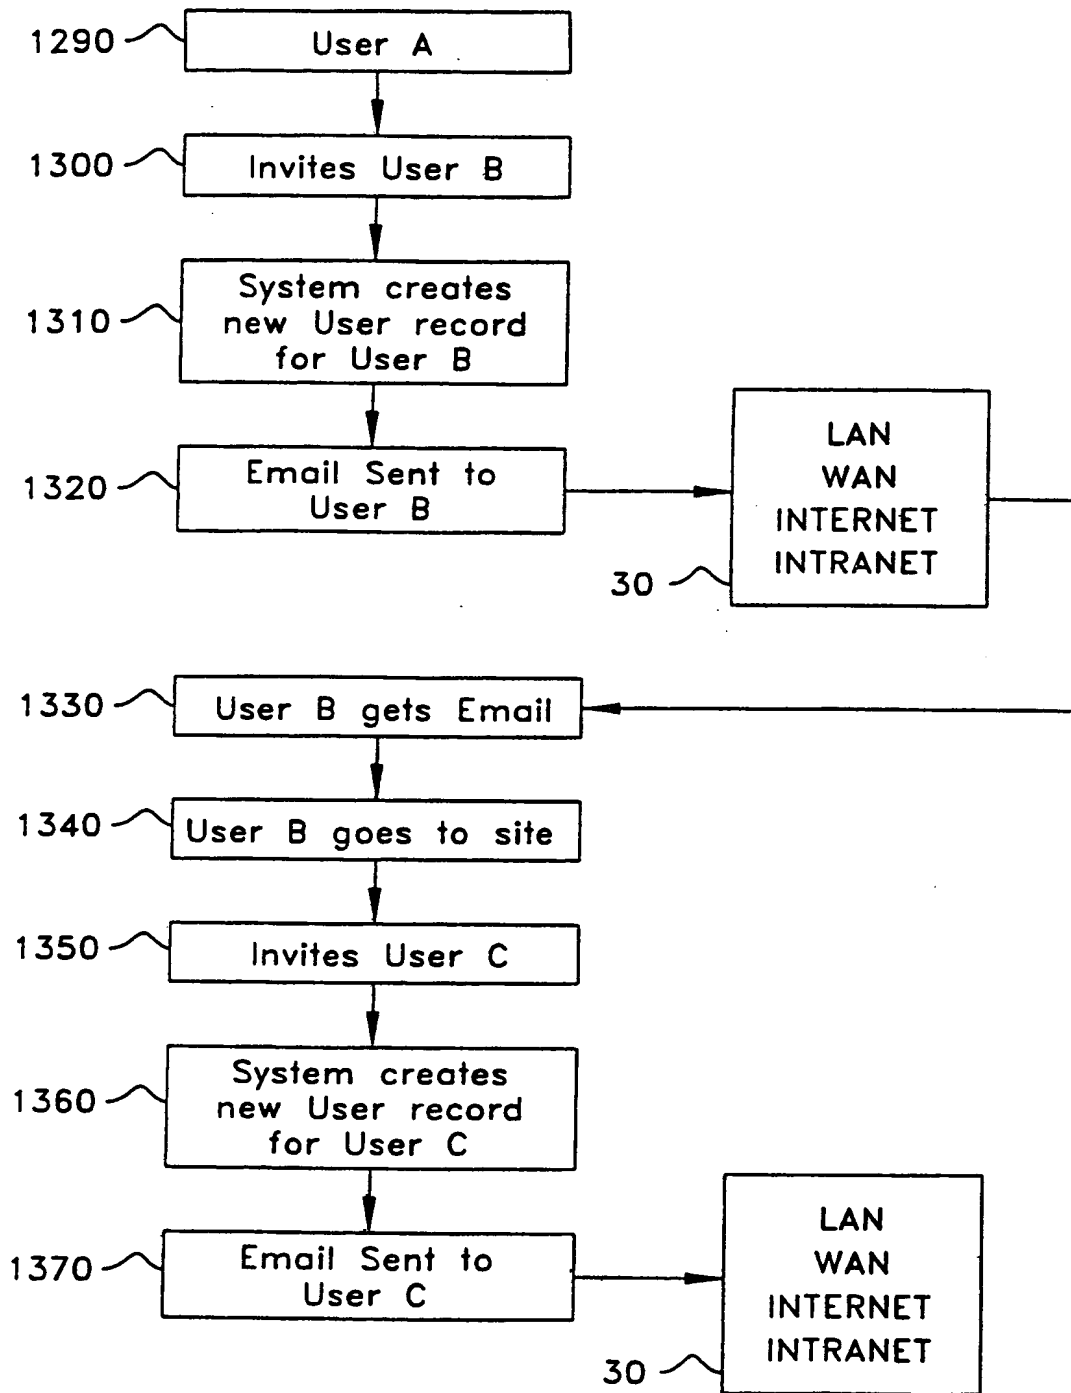 1290
User A
1300
Invites User B
1310
System creates
new User record
for User B
1320
Email Sent to
User B
LAN
WAN
INTERNET
INTRANET
30
1330
User B gets Email
1340
User B goes to site
1350
Invites User C
1360
System creates
new User record
for User C
1370
Email Sent to
User C
LAN
WAN
INTERNET
INTRANET
30